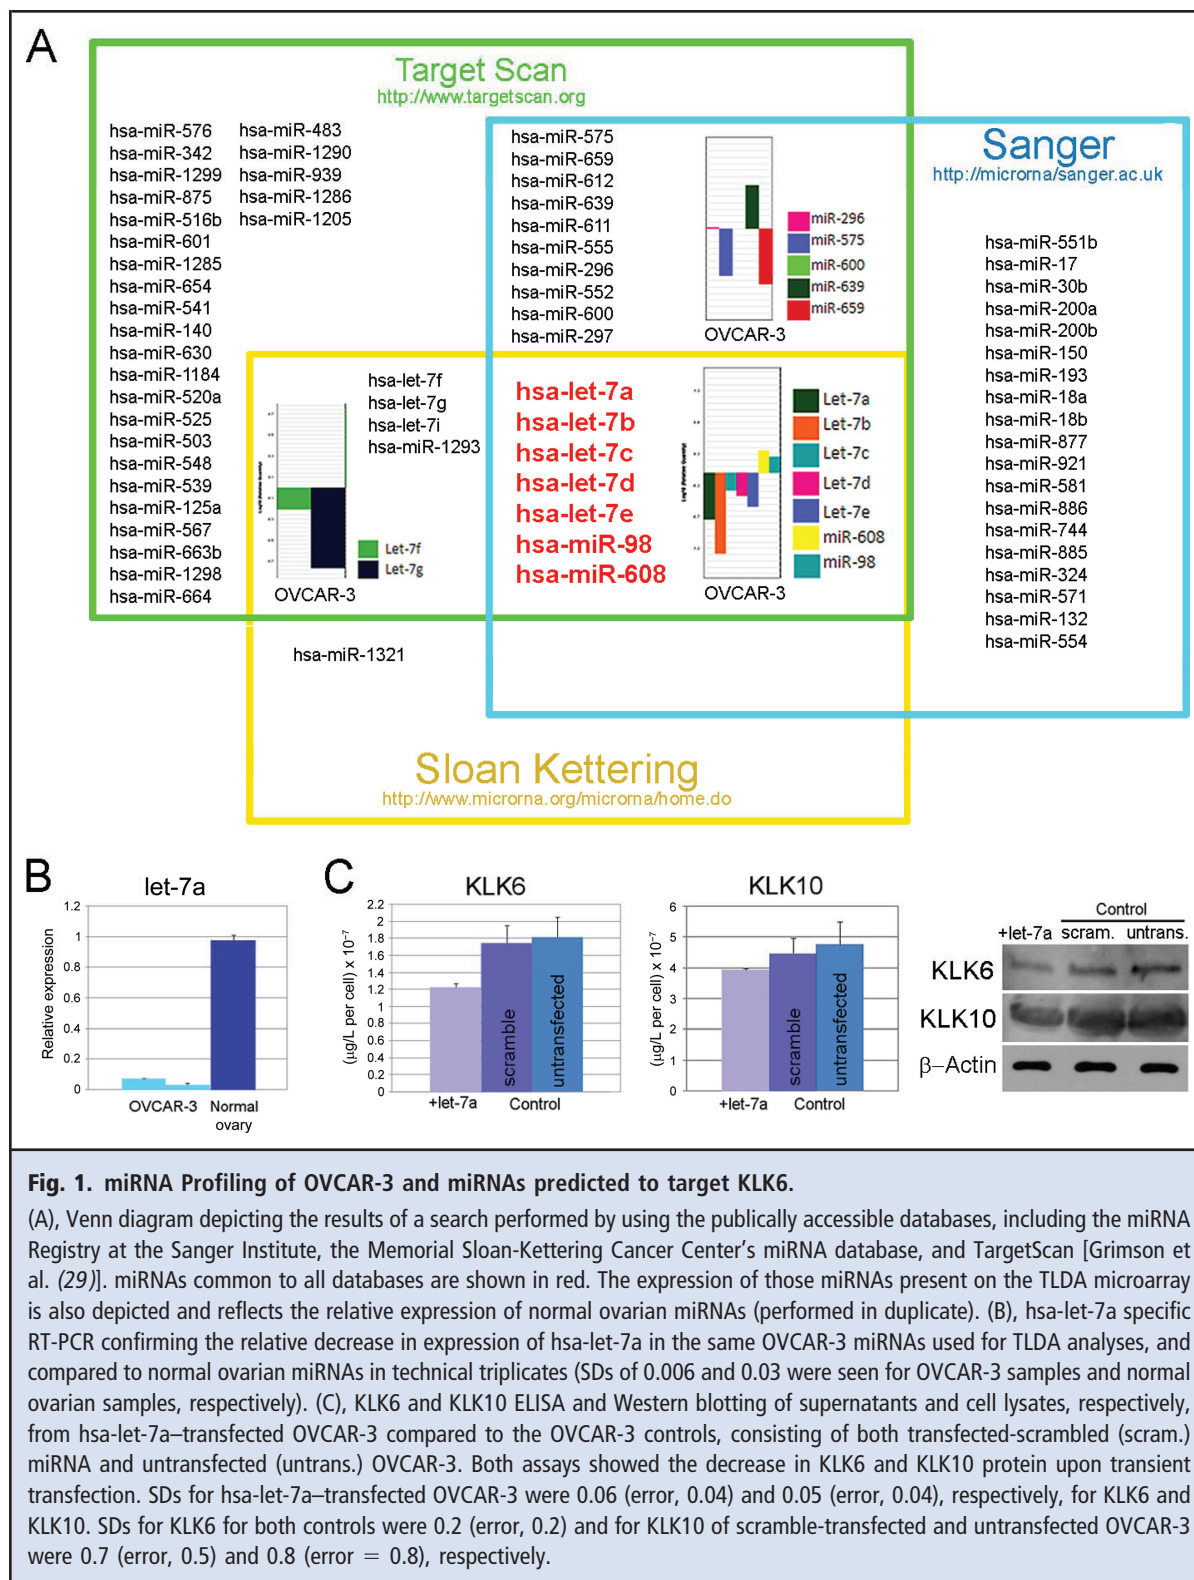 A
Target Scan
http://www.targetscan.org
Sanger
http://microrna/sanger.ac.uk
hsa-miR-576
hsa-miR-342
hsa-miR-1299
hsa-miR-875
hsa-miR-516b
hsa-miR-601
hsa-miR-1285
hsa-miR-654
hsa-miR-541
hsa-miR-140
hsa-miR-630
hsa-miR-1184
hsa-miR-520a
hsa-miR-525
hsa-miR-503
hsa-miR-548
hsa-miR-539
hsa-miR-125a
hsa-miR-567
hsa-miR-663b
hsa-miR-1298
hsa-miR-664
hsa-miR-483
hsa-miR-1290
hsa-miR-939
hsa-miR-1286
hsa-miR-1205
hsa-miR-575
hsa-miR-659
hsa-miR-612
hsa-miR-639
hsa-miR-611
hsa-miR-555
hsa-miR-296
hsa-miR-552
hsa-miR-600
hsa-miR-297
miR-296
miR-575
miR-600
miR-639
miR-659
OVCAR-3
hsa-miR-551b
hsa-miR-17
hsa-miR-30b
hsa-miR-200a
hsa-miR-200b
hsa-miR-150
hsa-miR-193
hsa-miR-18a
hsa-miR-18b
hsa-miR-877
hsa-miR-921
hsa-miR-581
hsa-miR-886
hsa-miR-744
hsa-miR-885
hsa-miR-324
hsa-miR-571
hsa-miR-132
hsa-miR-554
hsa-let-7f
hsa-let-7g
hsa-let-7i
hsa-miR-1293
Let-7f
Let-7g
OVCAR-3
hsa-let-7a
hsa-let-7b
hsa-let-7c
hsa-let-7d
hsa-let-7e
hsa-miR-98
hsa-miR-608
Let-7a
Let-7b
Let-7c
Let-7d
Let-7e
miR-608
miR-98
OVCAR-3
hsa-miR-1321
Sloan Kettering
http://www.microrna.org/microrna/home.do
B
let-7a
Relative expression
1.2
1
0.8
0.6
0.4
0.2
0
OVCAR-3
Normal
ovary
C
KLK6
(µg/L per cell) x 10⁻⁷
2.2
2
1.8
1.6
1.4
1.2
1
0.8
0.6
0.4
0.2
0
scramble
untransfected
+let-7a
Control
KLK10
(µg/L per cell) x 10⁻⁷
6
5
4
3
2
1
0
scramble
untransfected
+let-7a
Control
Control
+let-7a scram. untrans.
KLK6
KLK10
β–Actin
Fig. 1. miRNA Profiling of OVCAR-3 and miRNAs predicted to target KLK6.
(A), Venn diagram depicting the results of a search performed by using the publically accessible databases, including the miRNA
Registry at the Sanger Institute, the Memorial Sloan-Kettering Cancer Center's miRNA database, and TargetScan [Grimson et
al. (29)]. miRNAs common to all databases are shown in red. The expression of those miRNAs present on the TLDA microarray
is also depicted and reflects the relative expression of normal ovarian miRNAs (performed in duplicate). (B), hsa-let-7a specific
RT-PCR confirming the relative decrease in expression of hsa-let-7a in the same OVCAR-3 miRNAs used for TLDA analyses, and
compared to normal ovarian miRNAs in technical triplicates (SDs of 0.006 and 0.03 were seen for OVCAR-3 samples and normal
ovarian samples, respectively). (C), KLK6 and KLK10 ELISA and Western blotting of supernatants and cell lysates, respectively,
from hsa-let-7a–transfected OVCAR-3 compared to the OVCAR-3 controls, consisting of both transfected-scrambled (scram.)
miRNA and untransfected (untrans.) OVCAR-3. Both assays showed the decrease in KLK6 and KLK10 protein upon transient
transfection. SDs for hsa-let-7a–transfected OVCAR-3 were 0.06 (error, 0.04) and 0.05 (error, 0.04), respectively, for KLK6 and
KLK10. SDs for KLK6 for both controls were 0.2 (error, 0.2) and for KLK10 of scramble-transfected and untransfected OVCAR-3
were 0.7 (error, 0.5) and 0.8 (error = 0.8), respectively.